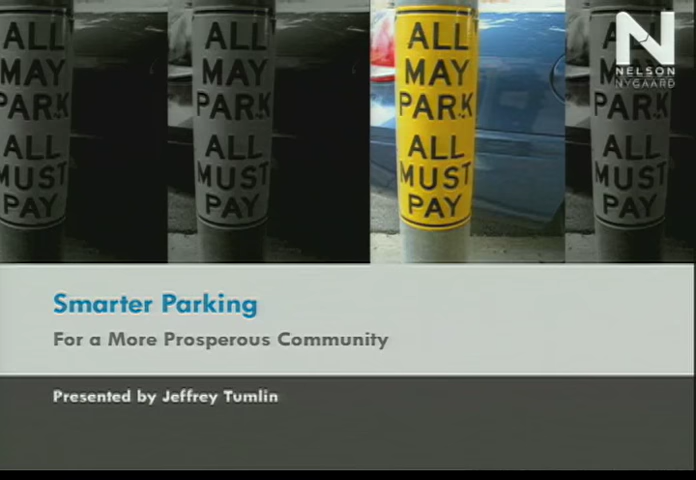 ALL
MAY
PARK
ALL
MUST
PAY
ALL
MAY
PARK
ALL
MUST
PAY
ALL
MAY
PARK
ALL
MUST
PAY
ALL
MAY
PARK
ALL
MUST
PAY
NELSON
NYGAARD
Smarter Parking
For a More Prosperous Community
Presented by Jeffrey Tumlin